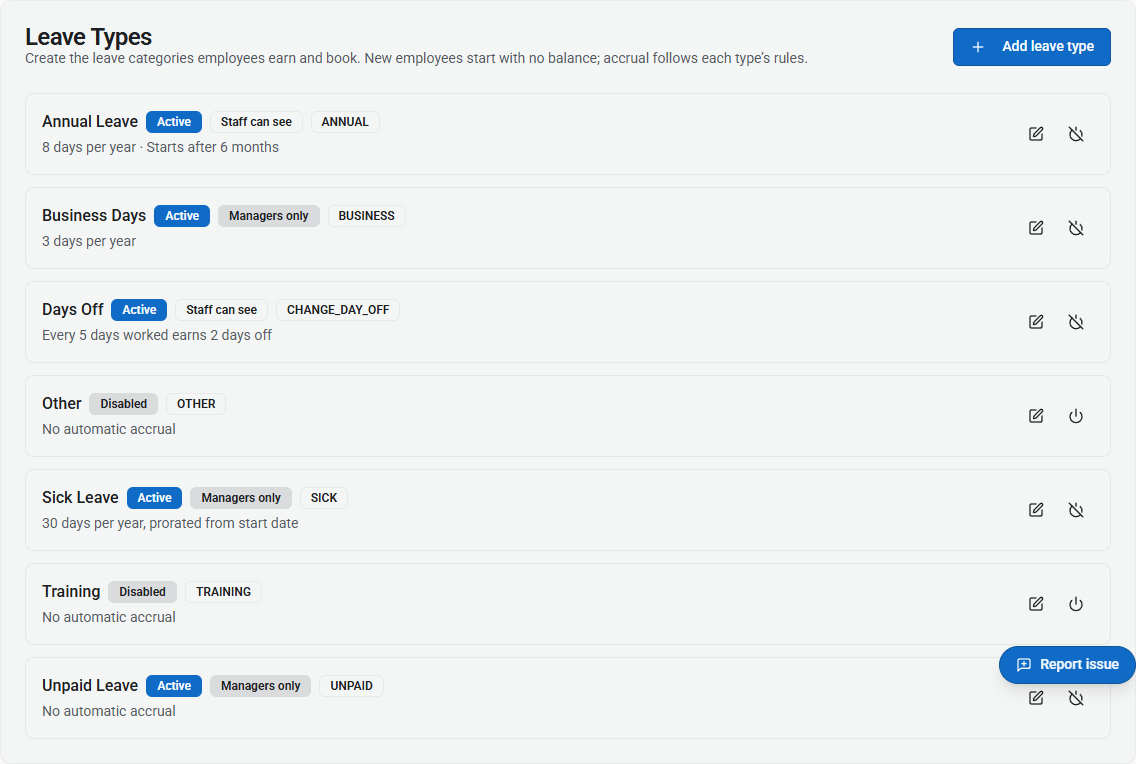 Leave Types
Create the leave categories employees earn and book. New employees start with no balance; accrual follows each type's rules.
Add leave type
Annual Leave Active Staff can see ANNUAL
8 days per year · Starts after 6 months
Business Days Active Managers only BUSINESS
3 days per year
Days Off Active Staff can see CHANGE_DAY_OFF
Every 5 days worked earns 2 days off
Other Disabled OTHER
No automatic accrual
Sick Leave Active Managers only SICK
30 days per year, prorated from start date
Training Disabled TRAINING
No automatic accrual
Report issue
Unpaid Leave Active Managers only UNPAID
No automatic accrual